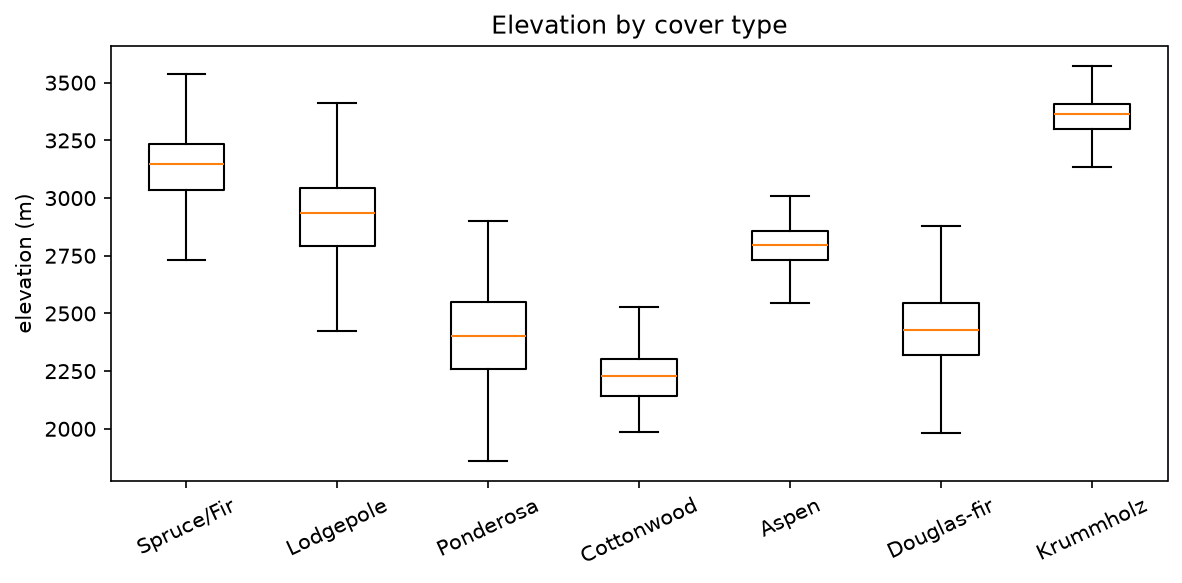 Elevation by cover type
elevation (m)
3500
3250
3000
2750
2500
2250
2000
Spruce/Fir
Lodgepole
Ponderosa
Cottonwood
Aspen
Douglas-fir
Krummholz